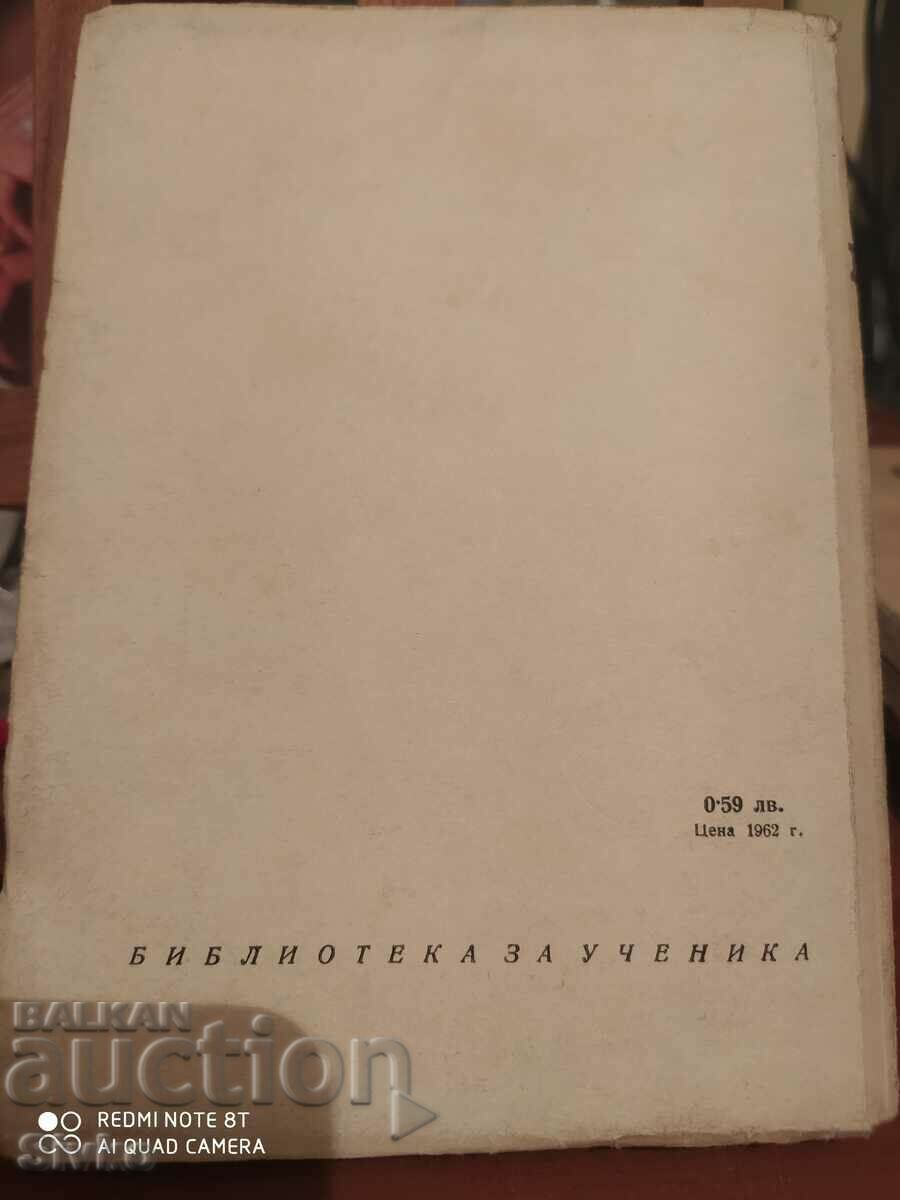 0·59 лв.
Цена 1962 г.
БИБЛИОТЕКА ЗА УЧЕНИКА
BALKAN
auction
REDMI NOTE 8T
AI QUAD CAMERA